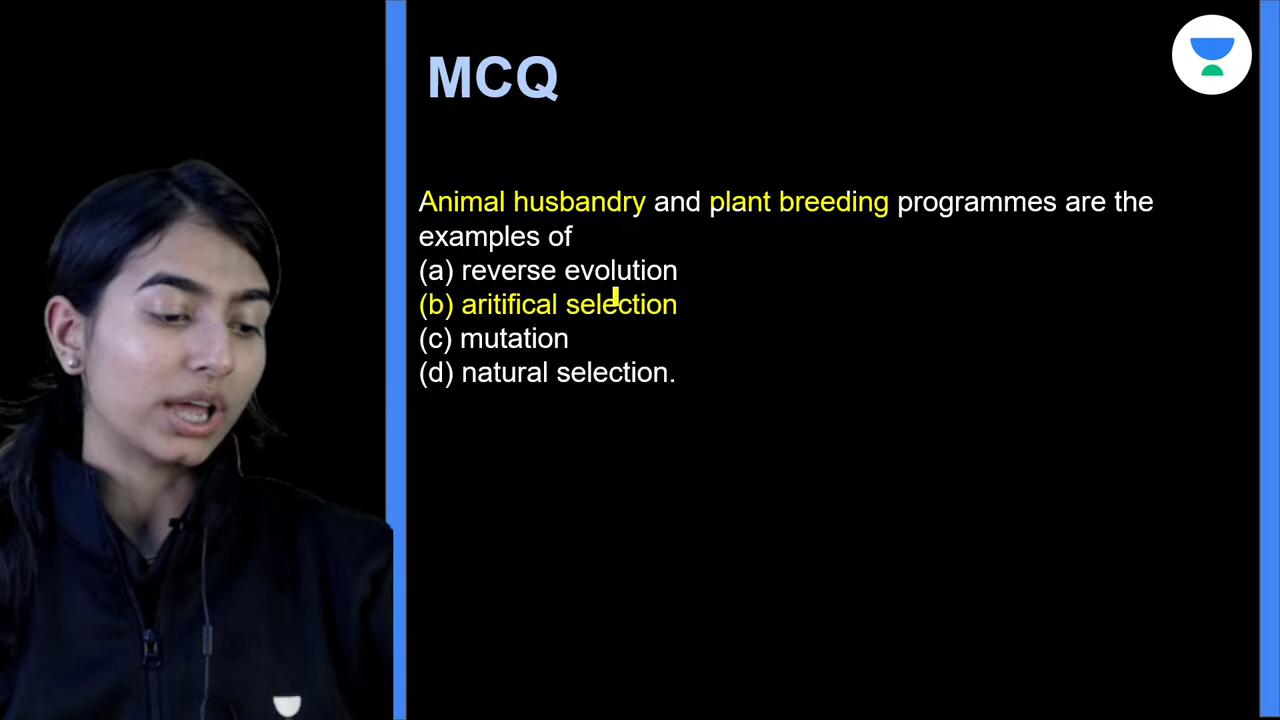 MCQ
Animal husbandry and plant breeding programmes are the
examples of
(a) reverse evolution
(b) aritifical selection
(c) mutation
(d) natural selection.